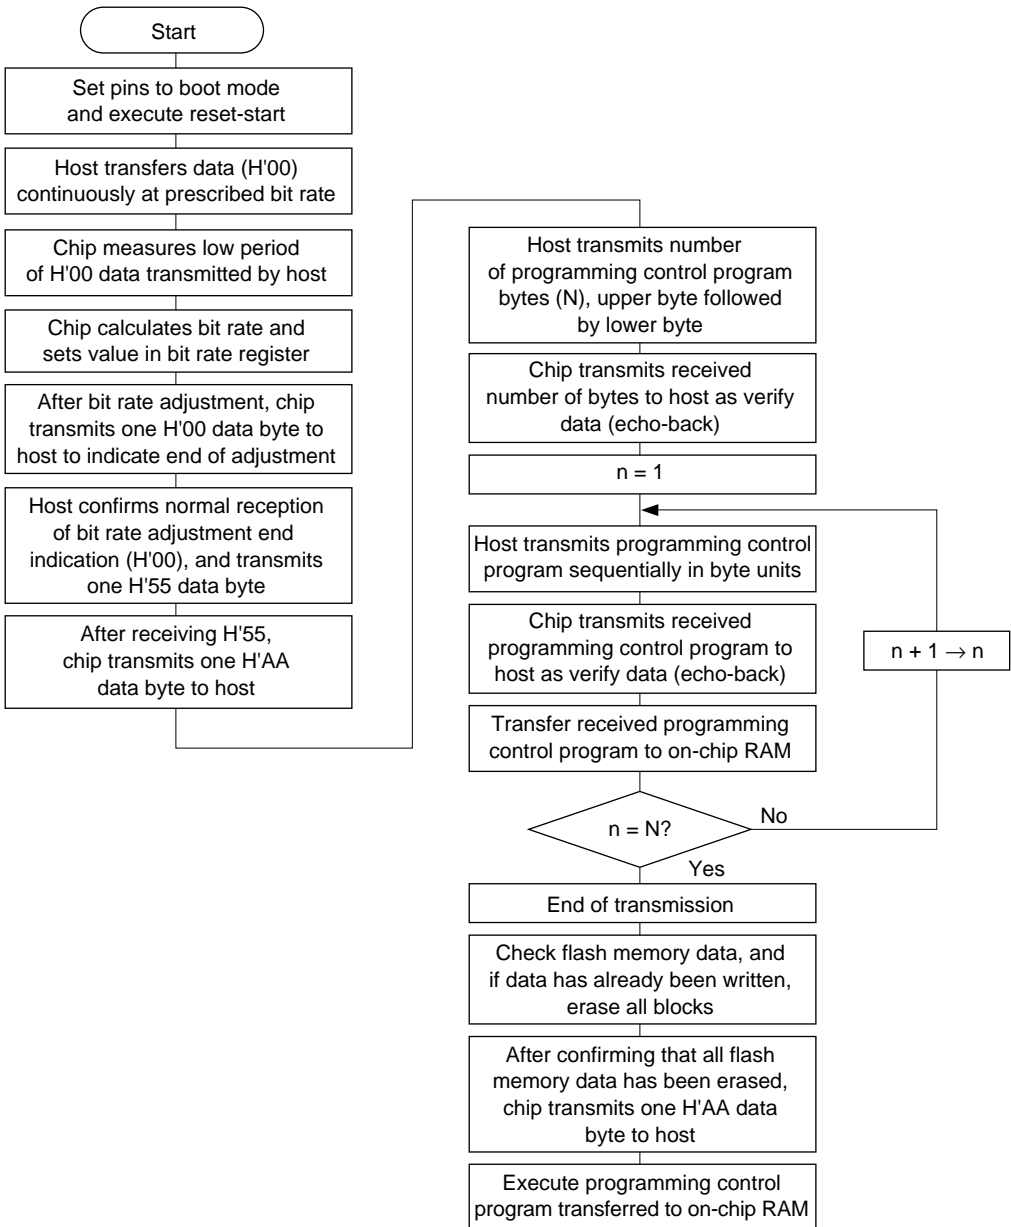 Start
Set pins to boot mode
and execute reset-start
Host transfers data (H'00)
continuously at prescribed bit rate
Chip measures low period
of H'00 data transmitted by host
Chip calculates bit rate and
sets value in bit rate register
After bit rate adjustment, chip
transmits one H'00 data byte to
host to indicate end of adjustment
Host confirms normal reception
of bit rate adjustment end
indication (H'00), and transmits
one H'55 data byte
After receiving H'55,
chip transmits one H'AA
data byte to host
Host transmits number
of programming control program
bytes (N), upper byte followed
by lower byte
Chip transmits received
number of bytes to host as verify
data (echo-back)
n = 1
Host transmits programming control
program sequentially in byte units
Chip transmits received
programming control program to
host as verify data (echo-back)
n + 1 → n
Transfer received programming
control program to on-chip RAM
n = N?
No
Yes
End of transmission
Check flash memory data, and
if data has already been written,
erase all blocks
After confirming that all flash
memory data has been erased,
chip transmits one H'AA data
byte to host
Execute programming control
program transferred to on-chip RAM